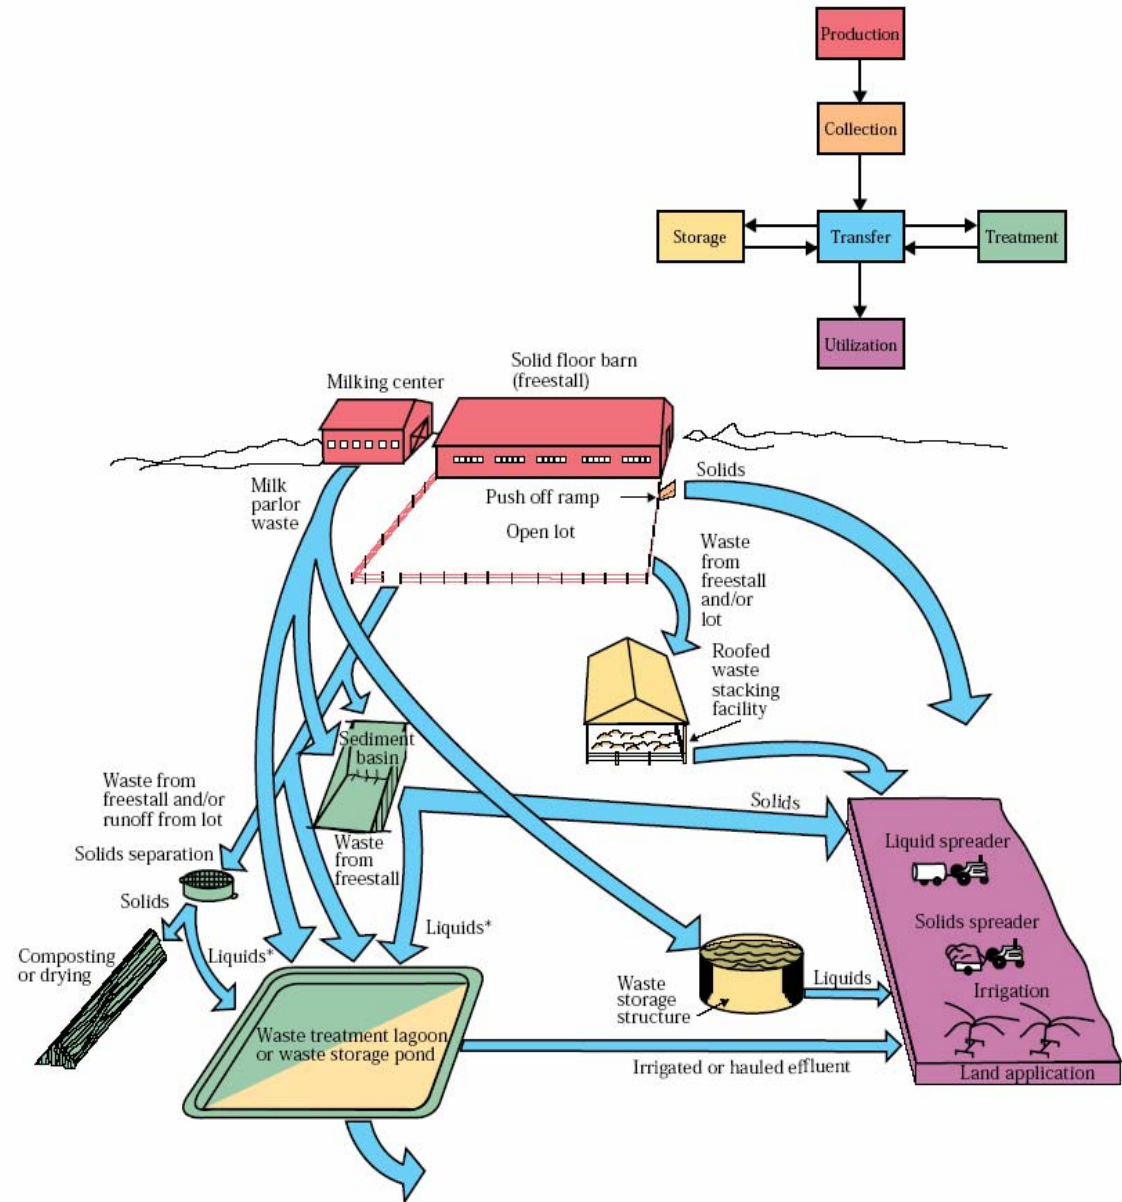 Production
Collection
Storage
Transfer
Treatment
Utilization
Solid floor barn
(freestall)
Milking center
Solids
Milk
parlor
waste
Push off ramp
Open lot
Waste
from
freestall
and/or
lot
Roofed
waste
stacking
facility
Sediment
basin
Waste from
freestall and/or
runoff from lot
Solids
Solids separation
Waste
from
freestall
Liquid spreader
Solids
Liquids*
Solids spreader
Composting
or drying
Liquids*
Waste
storage
structure
Liquids
Irrigation
Waste treatment lagoon
or waste storage pond
Irrigated or hauled effluent
Land application